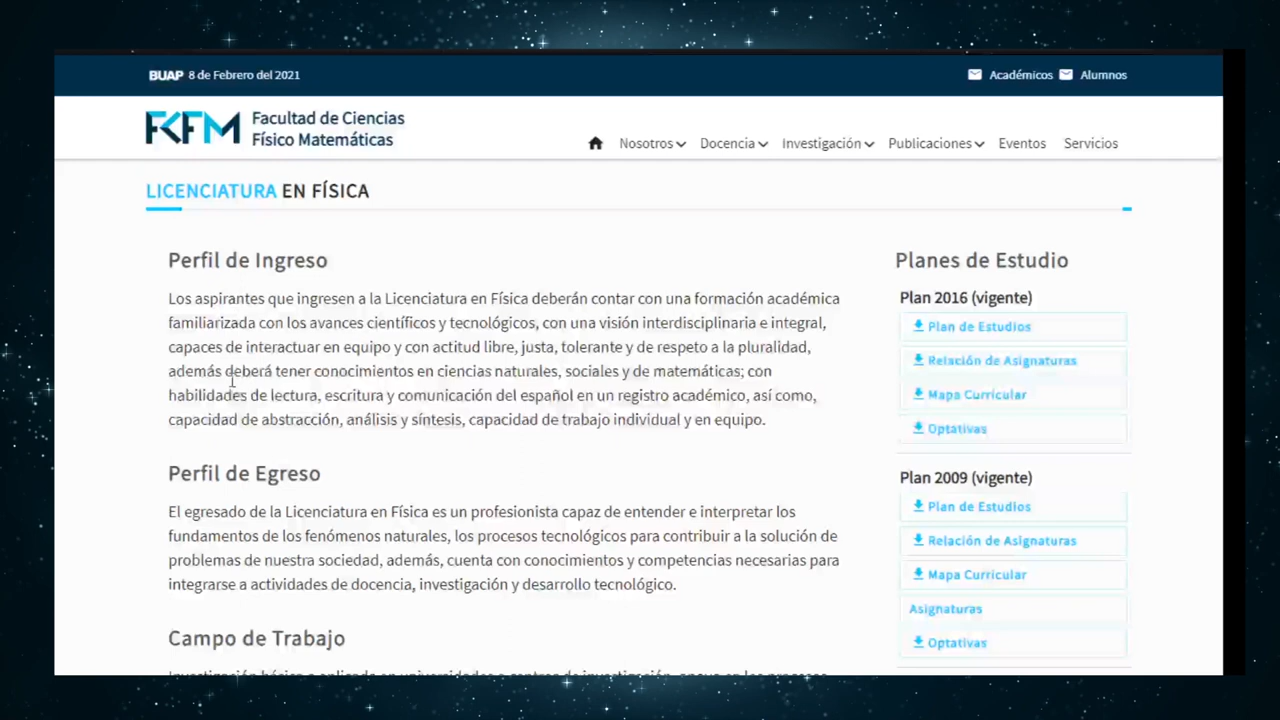 BUAP 8 de Febrero del 2021
Académicos Alumnos
FCFM Facultad de Ciencias
Físico Matemáticas
Nosotros Docencia Investigación Publicaciones Eventos Servicios
LICENCIATURA EN FÍSICA
Perfil de Ingreso
Los aspirantes que ingresen a la Licenciatura en Física deberán contar con una formación académica
familiarizada con los avances científicos y tecnológicos, con una visión interdisciplinaria e integral,
capaces de interactuar en equipo y con actitud libre, justa, tolerante y de respeto a la pluralidad,
además deberá tener conocimientos en ciencias naturales, sociales y de matemáticas; con
habilidades de lectura, escritura y comunicación del español en un registro académico, así como,
capacidad de abstracción, análisis y síntesis, capacidad de trabajo individual y en equipo.
Perfil de Egreso
El egresado de la Licenciatura en Física es un profesionista capaz de entender e interpretar los
fundamentos de los fenómenos naturales, los procesos tecnológicos para contribuir a la solución de
problemas de nuestra sociedad, además, cuenta con conocimientos y competencias necesarias para
integrarse a actividades de docencia, investigación y desarrollo tecnológico.
Campo de Trabajo
Planes de Estudio
Plan 2016 (vigente)
Plan de Estudios
Relación de Asignaturas
Mapa Curricular
Optativas
Plan 2009 (vigente)
Plan de Estudios
Relación de Asignaturas
Mapa Curricular
Asignaturas
Optativas